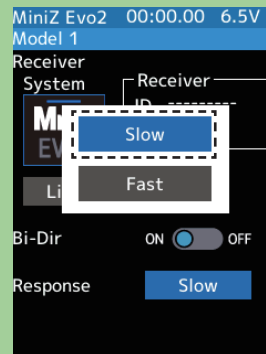 MiniZ Evo2 00:00.00 6.5V
Model 1
Receiver
System Receiver
ID ---------
Slow
Fast
Bi-Dir ON OFF
Response Slow